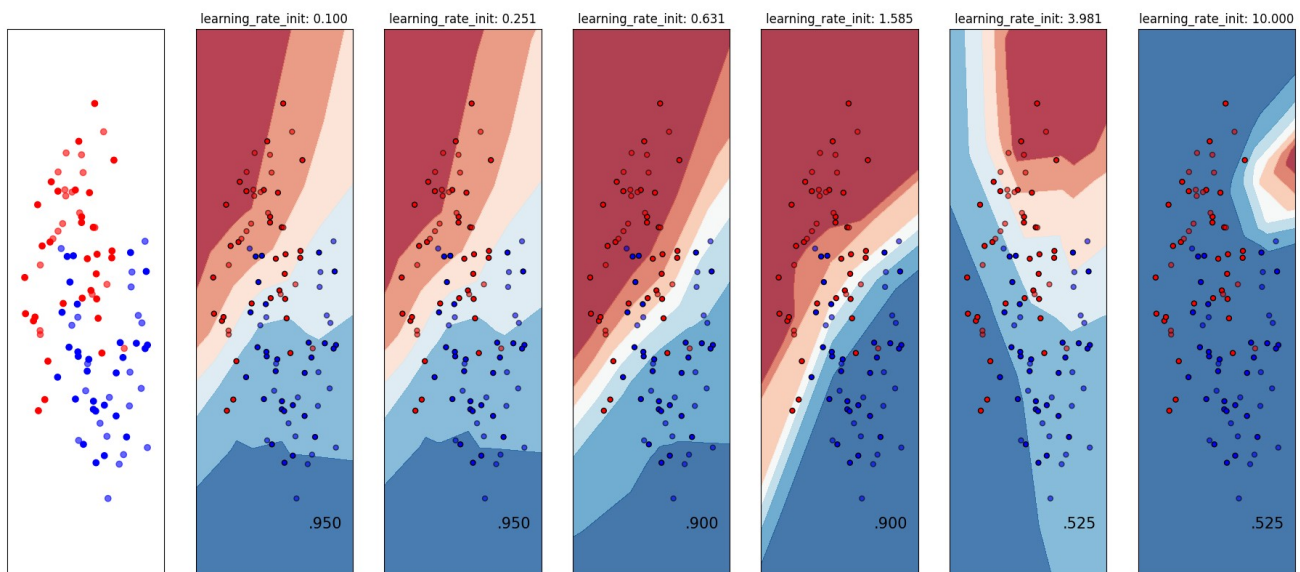 learning_rate_init: 0.100
learning_rate_init: 0.251
learning_rate_init: 0.631
learning_rate_init: 1.585
learning_rate_init: 3.981
learning_rate_init: 10.000
.950
.950
.900
.900
.525
.525